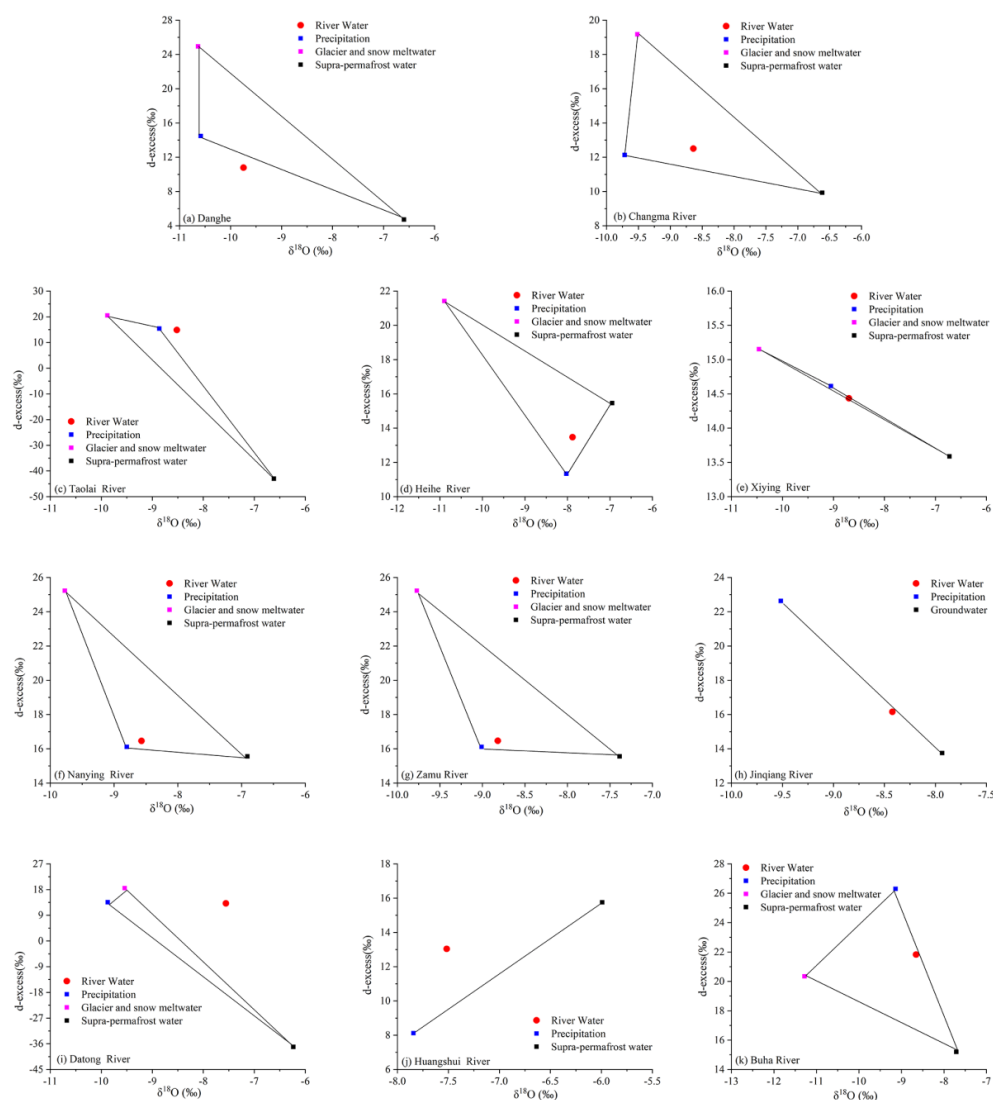 d-excess(‰)
28
24
20
16
12
8
4
River Water
Precipitation
Glacier and snow meltwater
Supra-permafrost water
(a) Danghe
-11 -10 -9 -8 -7 -6
δ18O (‰)
d-excess(‰)
20
18
16
14
12
10
8
River Water
Precipitation
Glacier and snow meltwater
Supra-permafrost water
(b) Changma River
-10.0 -9.5 -9.0 -8.5 -8.0 -7.5 -7.0 -6.5 -6.0
δ18O (‰)
d-excess(‰)
30
20
10
0
-10
-20
-30
-40
-50
River Water
Precipitation
Glacier and snow meltwater
Supra-permafrost water
(c) Taolai River
-11 -10 -9 -8 -7 -6
δ18O (‰)
d-excess(‰)
22
20
18
16
14
12
10
River Water
Precipitation
Glacier and snow meltwater
Supra-permafrost water
(d) Heihe River
-12 -11 -10 -9 -8 -7 -6
δ18O (‰)
d-excess(‰)
16.0
15.5
15.0
14.5
14.0
13.5
13.0
River Water
Precipitation
Glacier and snow meltwater
Supra-permafrost water
(e) Xiying River
-11 -10 -9 -8 -7 -6
δ18O (‰)
d-excess(‰)
26
24
22
20
18
16
14
River Water
Precipitation
Glacier and snow meltwater
Supra-permafrost water
(f) Nanying River
-10 -9 -8 -7 -6
δ18O (‰)
d-excess(‰)
26
24
22
20
18
16
14
River Water
Precipitation
Glacier and snow meltwater
Supra-permafrost water
(g) Zamu River
-10.0 -9.5 -9.0 -8.5 -8.0 -7.5 -7.0
δ18O (‰)
d-excess(‰)
24
22
20
18
16
14
12
River Water
Precipitation
Groundwater
(h) Jinqiang River
-10.0 -9.5 -9.0 -8.5 -8.0 -7.5
δ18O (‰)
d-excess(‰)
27
18
9
0
-9
-18
-27
-36
-45
River Water
Precipitation
Glacier and snow meltwater
Supra-permafrost water
(i) Datong River
-11 -10 -9 -8 -7 -6
δ18O (‰)
d-excess(‰)
18
16
14
12
10
8
6
River Water
Precipitation
Supra-permafrost water
(j) Huangshui River
-8.0 -7.5 -7.0 -6.5 -6.0 -5.5
δ18O (‰)
d-excess(‰)
28
26
24
22
20
18
16
14
River Water
Precipitation
Glacier and snow meltwater
Supra-permafrost water
(k) Buha River
-13 -12 -11 -10 -9 -8 -7
δ18O (‰)